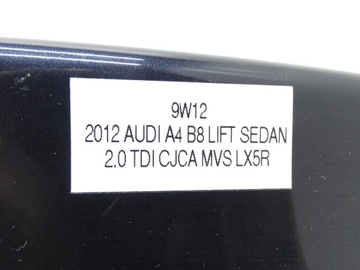 9W12
2012 AUDI A4 B8 LIFT SEDAN
2.0 TDI CJCA MVS LX5R